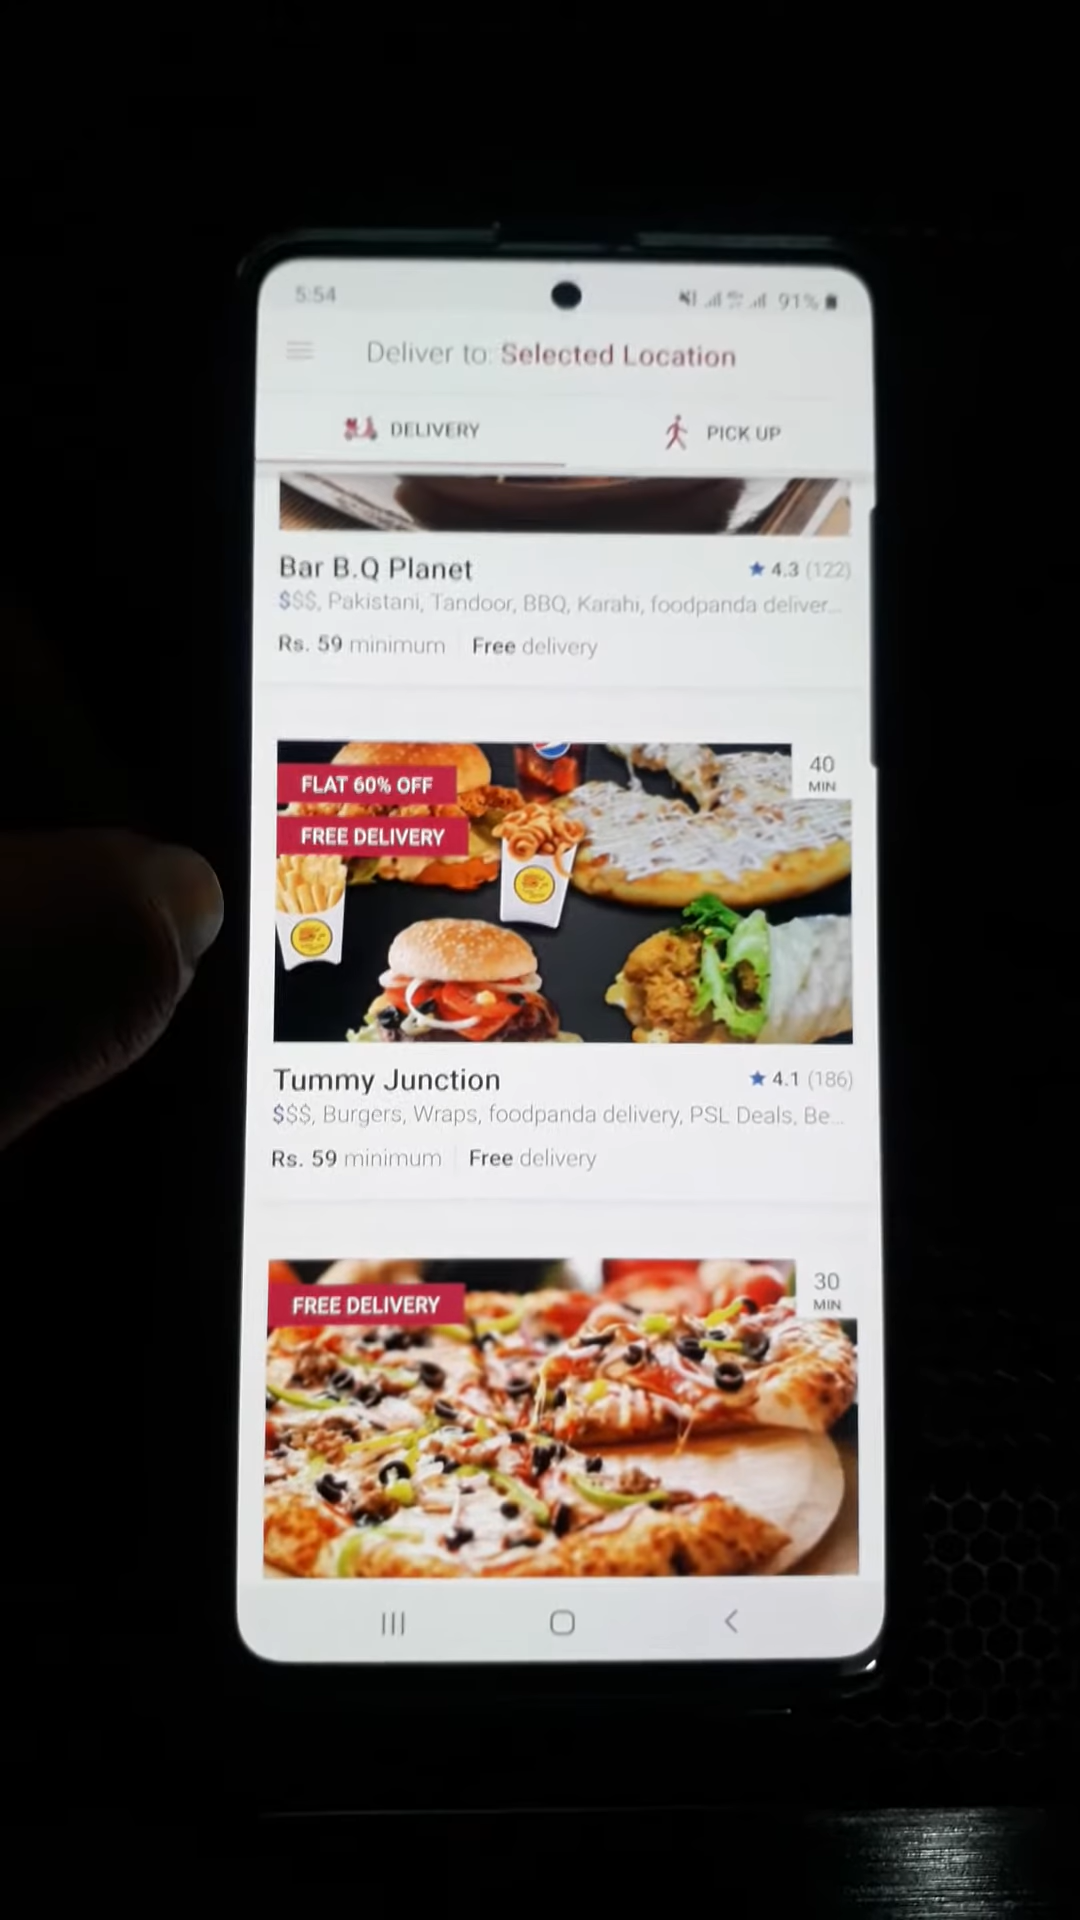 5:54
91%
Deliver to: Selected Location
DELIVERY
PICK UP
Bar B.Q Planet
4.3 (122)
$$$, Pakistani, Tandoor, BBQ, Karahi, foodpanda deliver...
Rs. 59 minimum
Free delivery
FLAT 60% OFF
FREE DELIVERY
40
MIN
Tummy Junction
4.1 (186)
$$$, Burgers, Wraps, foodpanda delivery, PSL Deals, Be...
Rs. 59 minimum
Free delivery
FREE DELIVERY
30
MIN